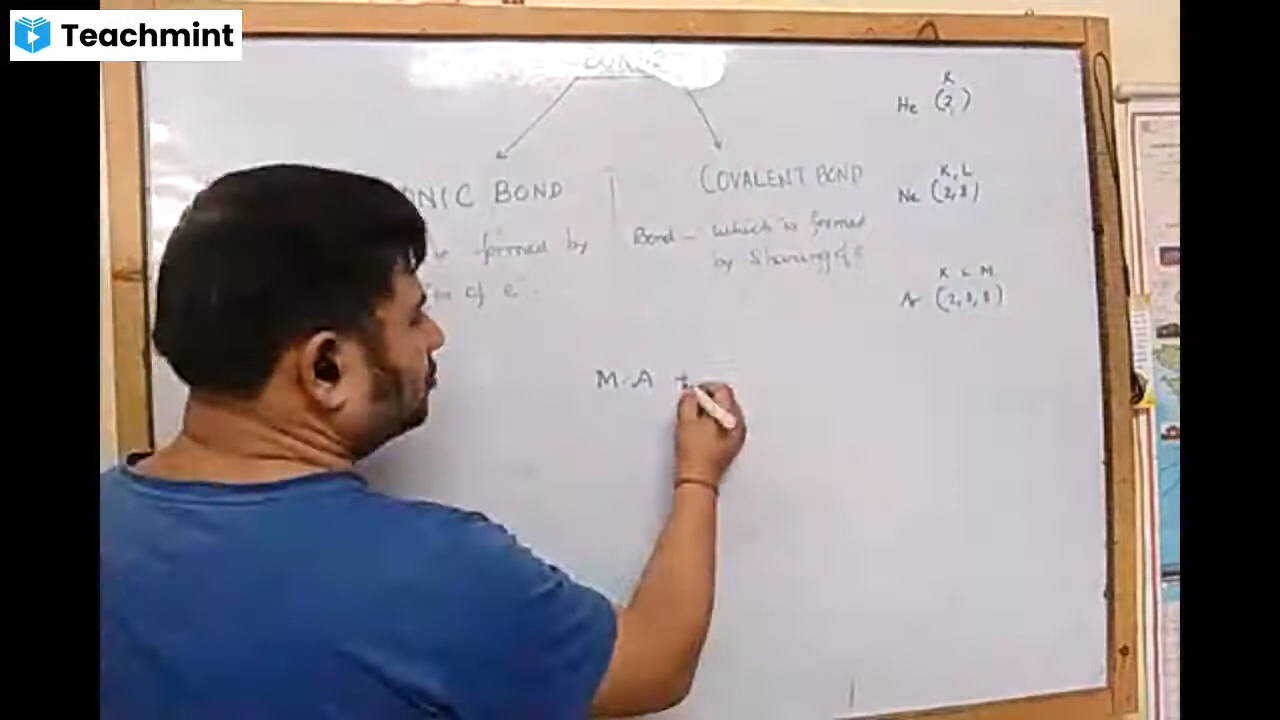 Teachmint
ONIC BOND
formed by
of e-.
COVALENT BOND
Bond - which is formed
by Sharing of e
M.A +
K
He (2)
K, L
Ne (2,8)
K L M
Ar (2,8,8)